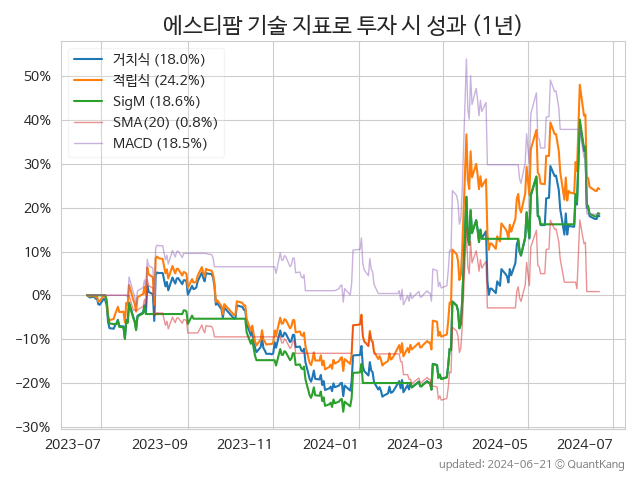 에스티팜 기술 지표로 투자 시 성과 (1년)
거치식 (18.0%)
적립식 (24.2%)
SigM (18.6%)
SMA(20) (0.8%)
MACD (18.5%)
50%
40%
30%
20%
10%
0%
−10%
−20%
−30%
2023-07 2023-09 2023-11 2024-01 2024-03 2024-05 2024-07
updated: 2024-06-21 © QuantKang